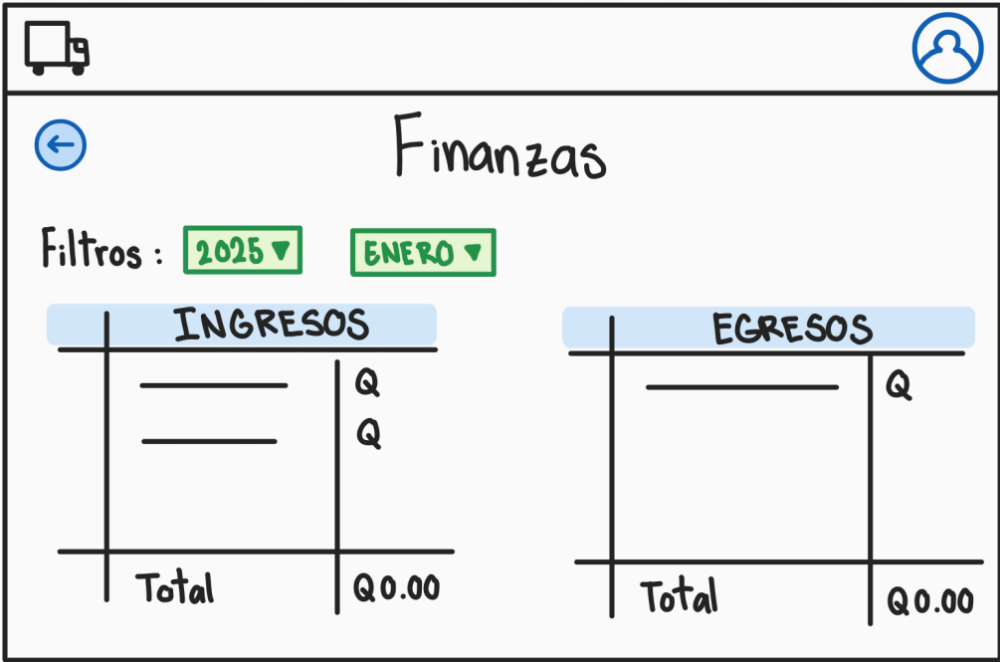 Finanzas
Filtros : 2025 ▼ ENERO ▼
INGRESOS
Q
Q
Total Q0.00
EGRESOS
Q
Total Q0.00